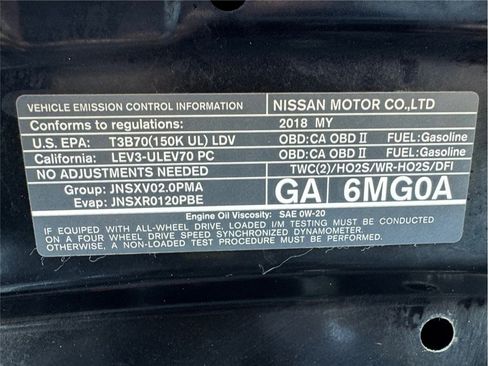 VEHICLE EMISSION CONTROL INFORMATION NISSAN MOTOR CO.,LTD
Conforms to regulations: 2018 MY
U.S. EPA: T3B70(150K UL) LDV OBD:CA OBD II FUEL:Gasoline
California: LEV3-ULEV70 PC OBD:CA OBD II FUEL:Gasoline
NO ADJUSTMENTS NEEDED TWC(2)/HO2S/WR-HO2S/DFI
Group: JNSXV02.0PMA GA 6MG0A
Evap: JNSXR0120PBE
Engine Oil Viscosity: SAE 0W-20
IF EQUIPPED WITH ALL-WHEEL DRIVE, LOADED I/M TESTING MUST BE CONDUCTED
ON A FOUR WHEEL DRIVE SPEED SYNCHRONIZED DYNAMOMETER.
OTHERWISE, A NON-LOADED TEST PROCEDURE MUST BE PERFORMED.